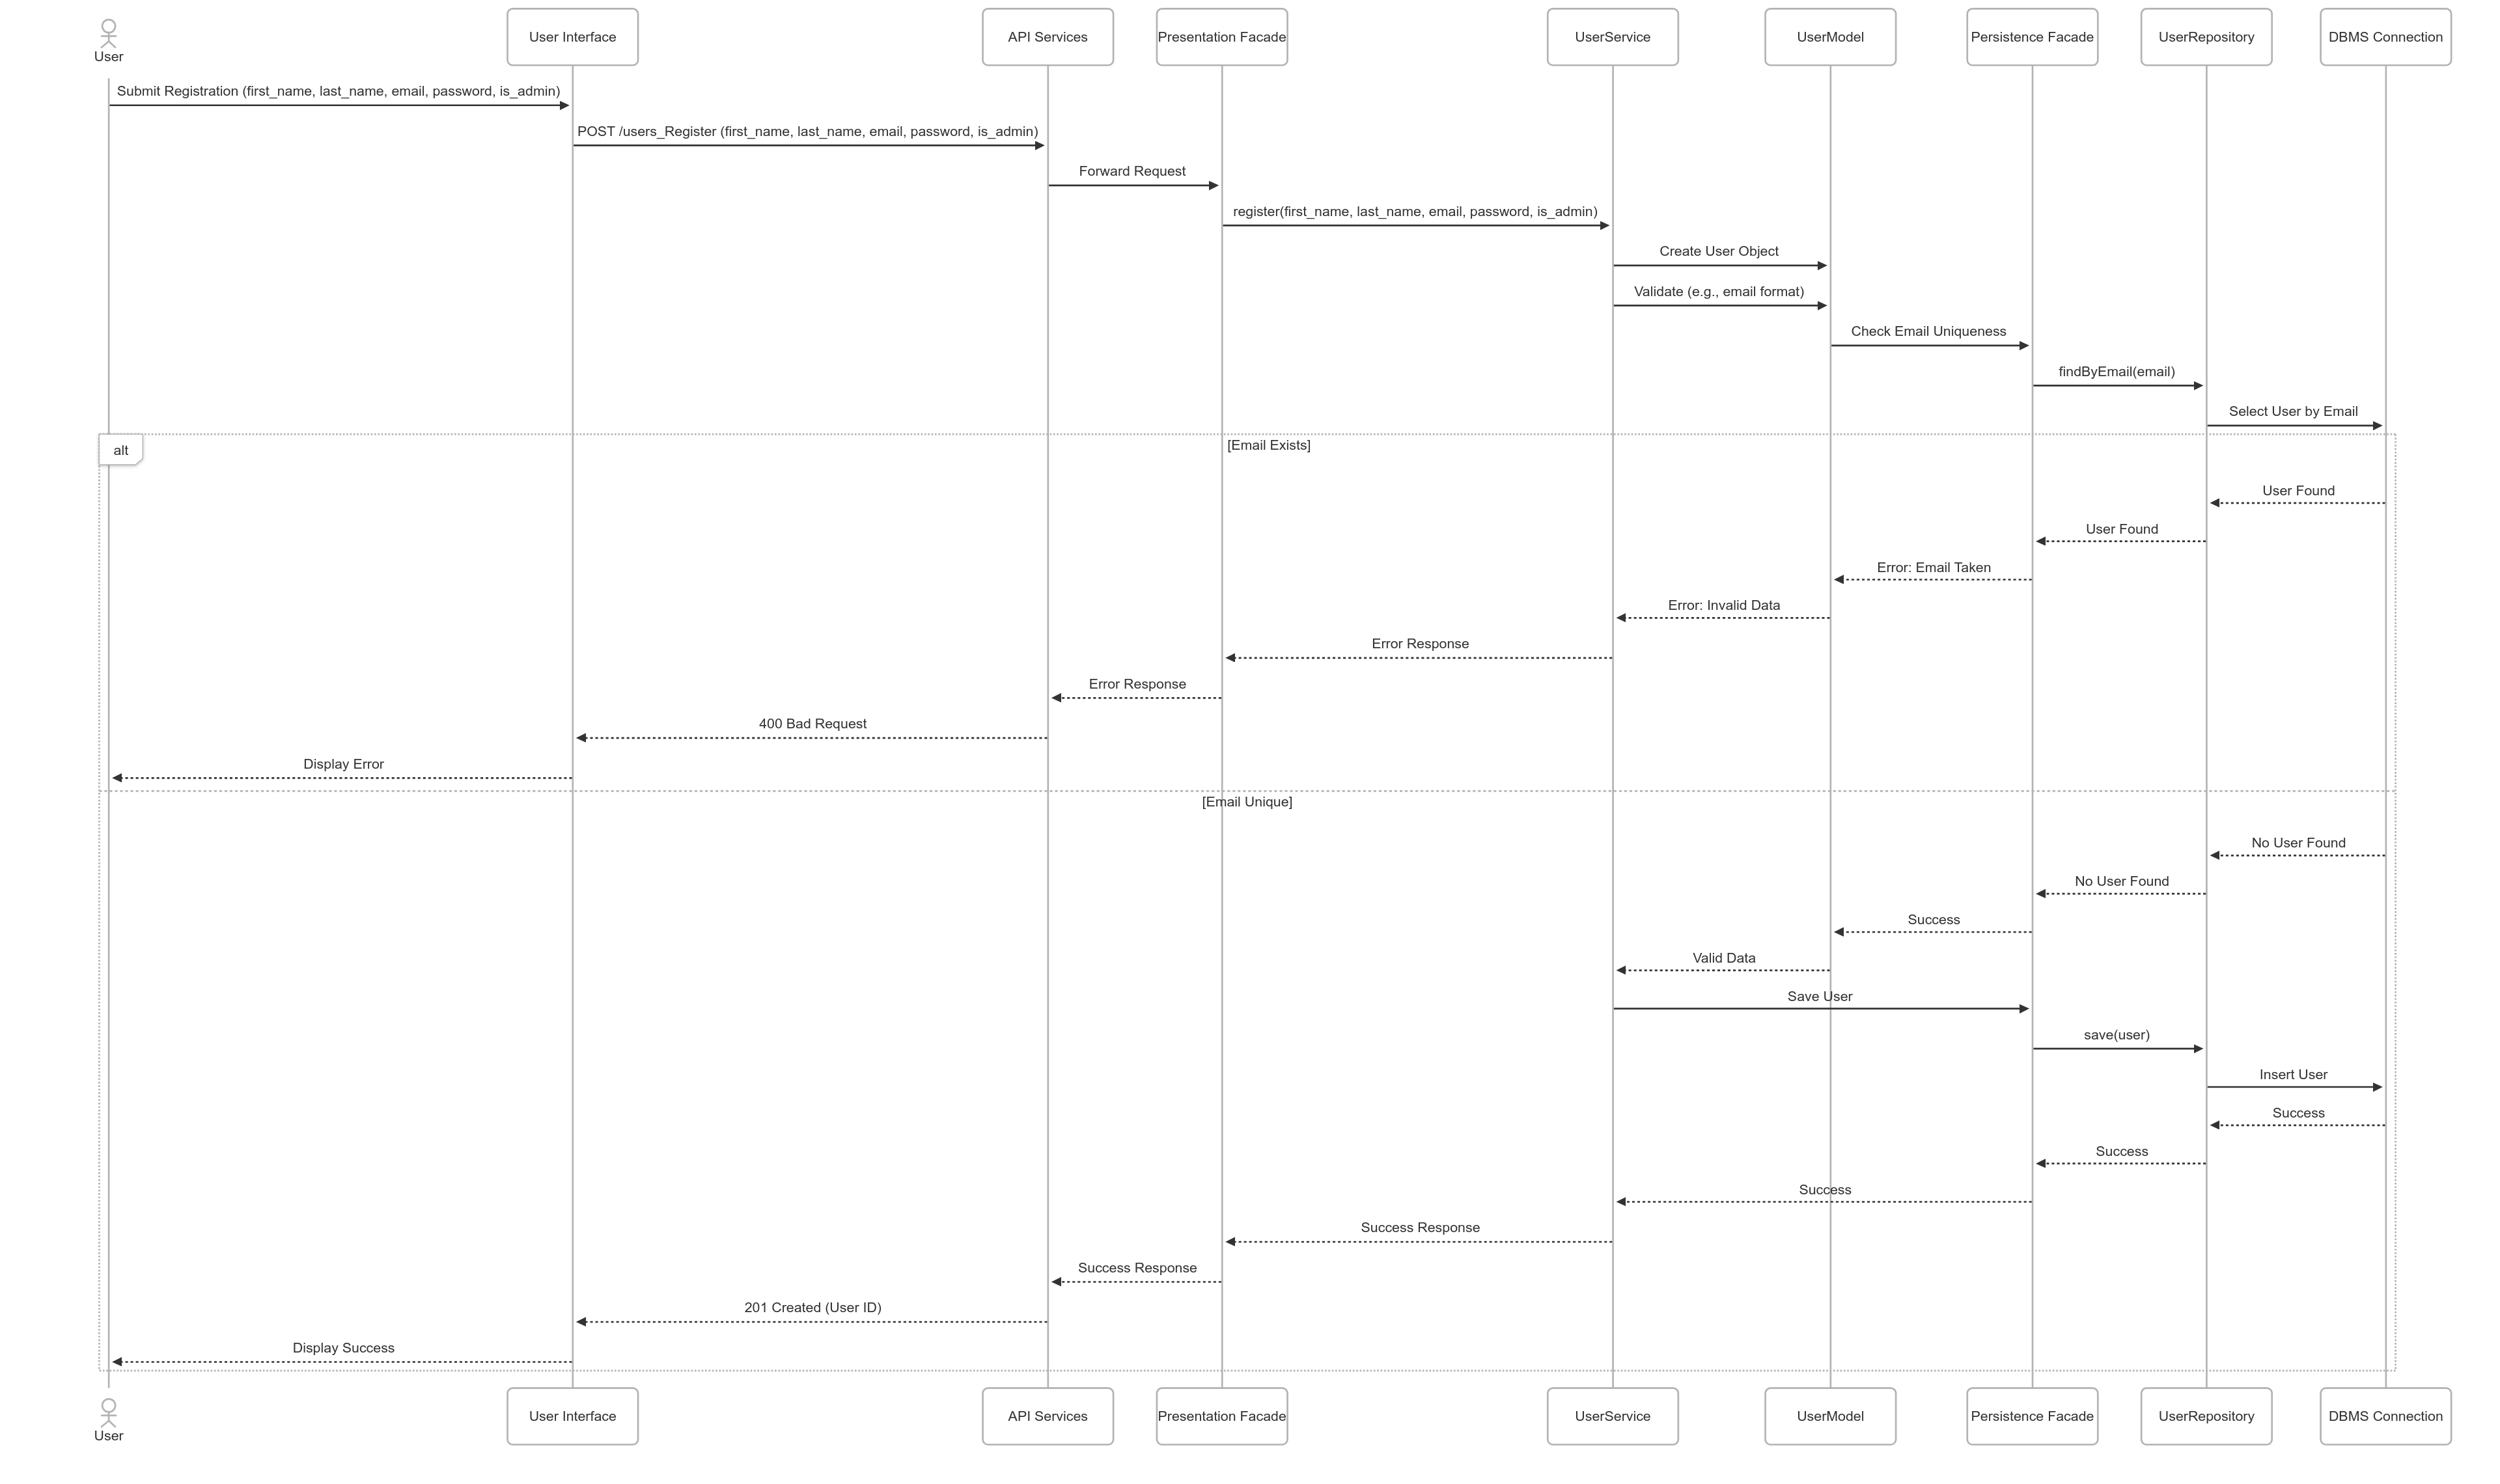 User
User Interface
API Services
Presentation Facade
UserService
UserModel
Persistence Facade
UserRepository
DBMS Connection
Submit Registration (first_name, last_name, email, password, is_admin)
POST /users_Register (first_name, last_name, email, password, is_admin)
Forward Request
register(first_name, last_name, email, password, is_admin)
Create User Object
Validate (e.g., email format)
Check Email Uniqueness
findByEmail(email)
Select User by Email
alt
[Email Exists]
User Found
User Found
Error: Email Taken
Error: Invalid Data
Error Response
Error Response
400 Bad Request
Display Error
[Email Unique]
No User Found
No User Found
Success
Valid Data
Save User
save(user)
Insert User
Success
Success
Success
Success Response
Success Response
201 Created (User ID)
Display Success
User
User Interface
API Services
Presentation Facade
UserService
UserModel
Persistence Facade
UserRepository
DBMS Connection